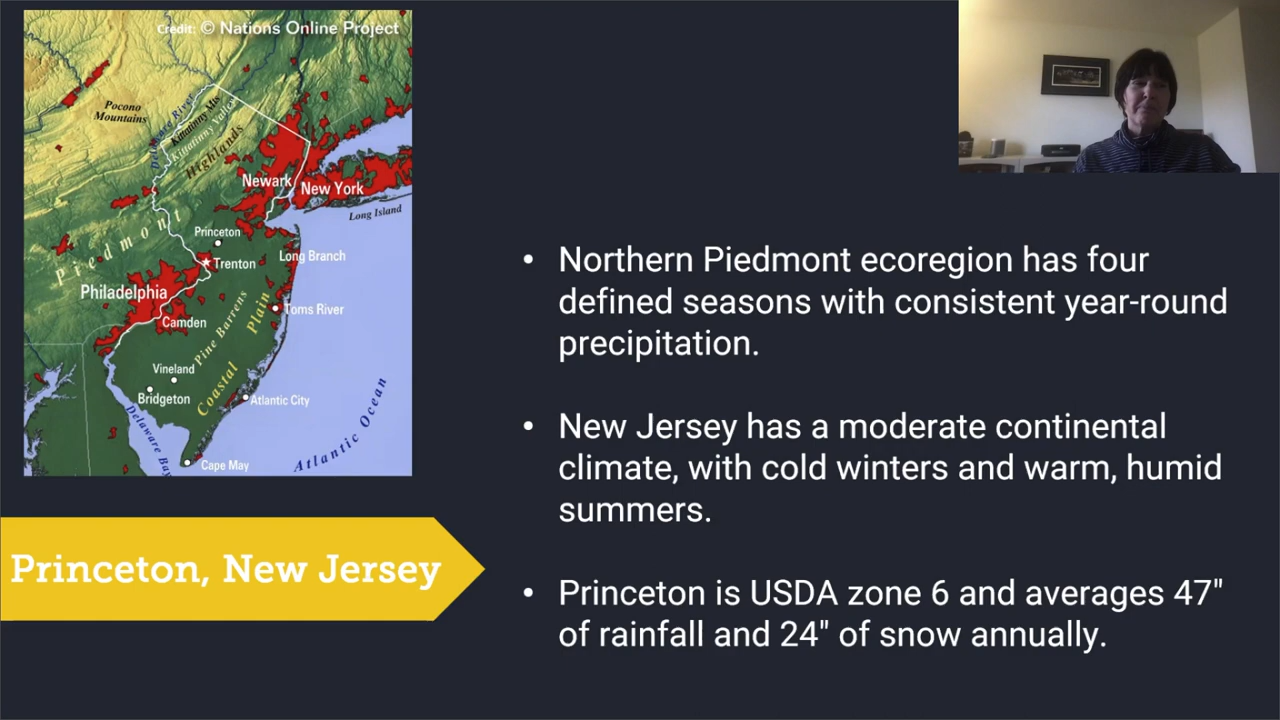 Credit: © Nations Online Project
Pocono
Mountains
Delaware River
Kittatinny Mts
Kittatinny Valley
Highlands
Newark
New York
Long Island
Piedmont
Princeton
Trenton
Long Branch
Philadelphia
Camden
Toms River
Pine Barrens
Coastal Plain
Vineland
Bridgeton
Atlantic City
Delaware Bay
Cape May
Atlantic Ocean
Princeton, New Jersey
• Northern Piedmont ecoregion has four
defined seasons with consistent year-round
precipitation.
• New Jersey has a moderate continental
climate, with cold winters and warm, humid
summers.
• Princeton is USDA zone 6 and averages 47"
of rainfall and 24" of snow annually.